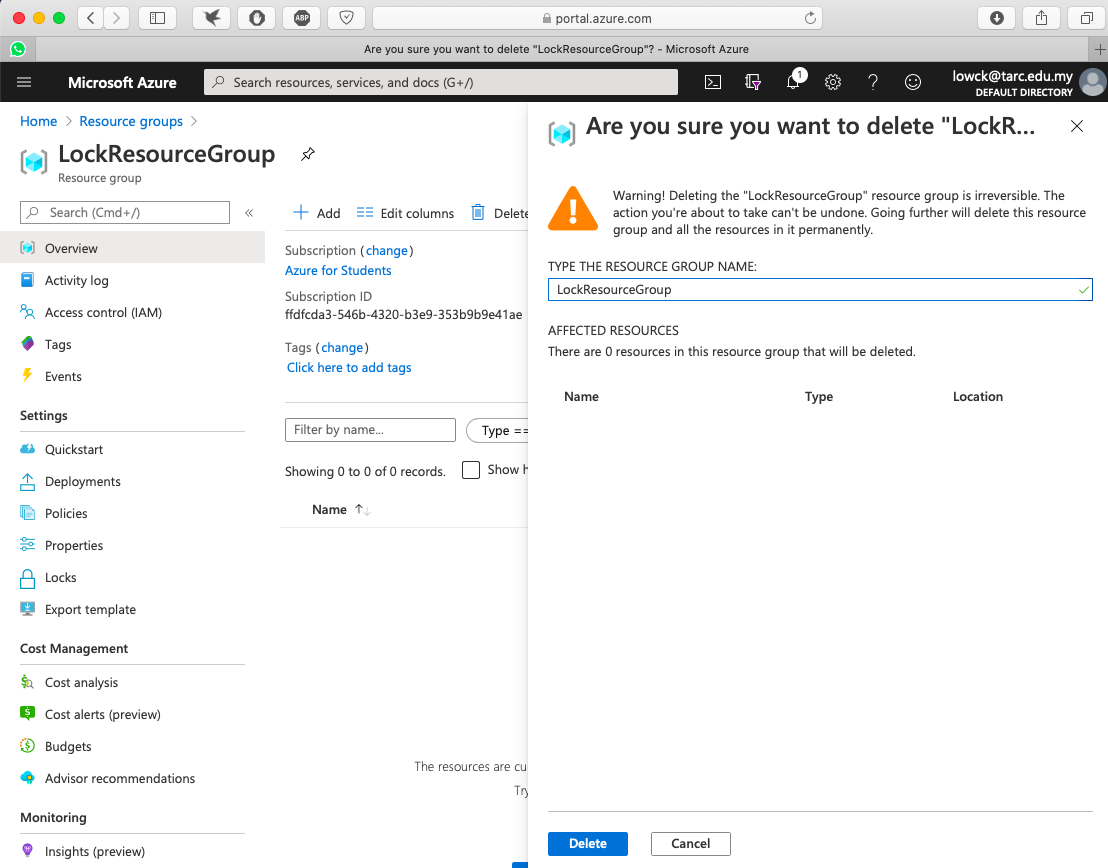 portal.azure.com
Are you sure you want to delete "LockResourceGroup"? - Microsoft Azure
Microsoft Azure
Search resources, services, and docs (G+/)
1
lowck@tarc.edu.my
DEFAULT DIRECTORY
Home > Resource groups >
LockResourceGroup
Resource group
Search (Cmd+/)
«
Overview
Activity log
Access control (IAM)
Tags
Events
Settings
Quickstart
Deployments
Policies
Properties
Locks
Export template
Cost Management
Cost analysis
Cost alerts (preview)
Budgets
Advisor recommendations
Monitoring
Insights (preview)
Add
Edit columns
Delete
Subscription (change)
Azure for Students
Subscription ID
ffdfcda3-546b-4320-b3e9-353b9b9e41ae
Tags (change)
Click here to add tags
Filter by name...
Type ==
Showing 0 to 0 of 0 records.
Show h
Name ↑↓
The resources are cu
Try
Are you sure you want to delete "LockR...
Warning! Deleting the "LockResourceGroup" resource group is irreversible. The
action you're about to take can't be undone. Going further will delete this resource
group and all the resources in it permanently.
TYPE THE RESOURCE GROUP NAME:
LockResourceGroup
AFFECTED RESOURCES
There are 0 resources in this resource group that will be deleted.
Name
Type
Location
Delete
Cancel
ABP